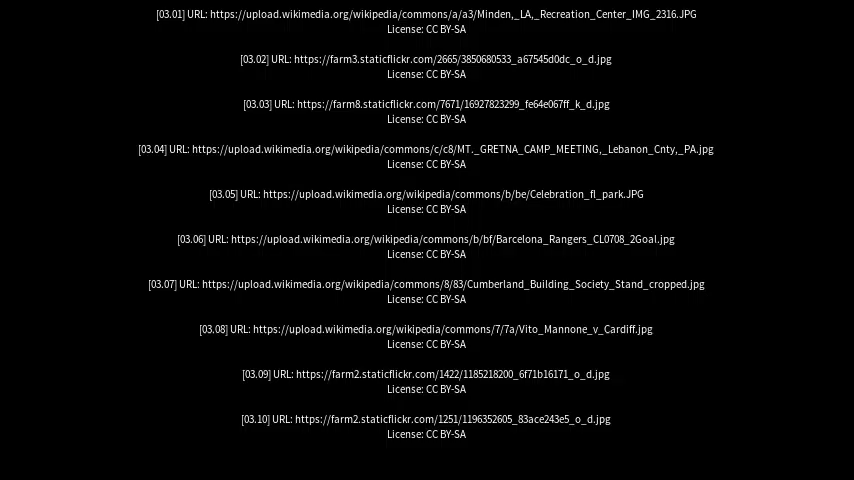 [03.01] URL: https://upload.wikimedia.org/wikipedia/commons/a/a3/Minden,_LA,_Recreation_Center_IMG_2316.JPG
License: CC BY-SA
[03.02] URL: https://farm3.staticflickr.com/2665/3850680533_a67545d0dc_o_d.jpg
License: CC BY-SA
[03.03] URL: https://farm8.staticflickr.com/7671/16927823299_fe64e067ff_k_d.jpg
License: CC BY-SA
[03.04] URL: https://upload.wikimedia.org/wikipedia/commons/c/c8/MT._GRETNA_CAMP_MEETING,_Lebanon_Cnty,_PA.jpg
License: CC BY-SA
[03.05] URL: https://upload.wikimedia.org/wikipedia/commons/b/be/Celebration_fl_park.JPG
License: CC BY-SA
[03.06] URL: https://upload.wikimedia.org/wikipedia/commons/b/bf/Barcelona_Rangers_CL0708_2Goal.jpg
License: CC BY-SA
[03.07] URL: https://upload.wikimedia.org/wikipedia/commons/8/83/Cumberland_Building_Society_Stand_cropped.jpg
License: CC BY-SA
[03.08] URL: https://upload.wikimedia.org/wikipedia/commons/7/7a/Vito_Mannone_v_Cardiff.jpg
License: CC BY-SA
[03.09] URL: https://farm2.staticflickr.com/1422/1185218200_6f71b16171_o_d.jpg
License: CC BY-SA
[03.10] URL: https://farm2.staticflickr.com/1251/1196352605_83ace243e5_o_d.jpg
License: CC BY-SA